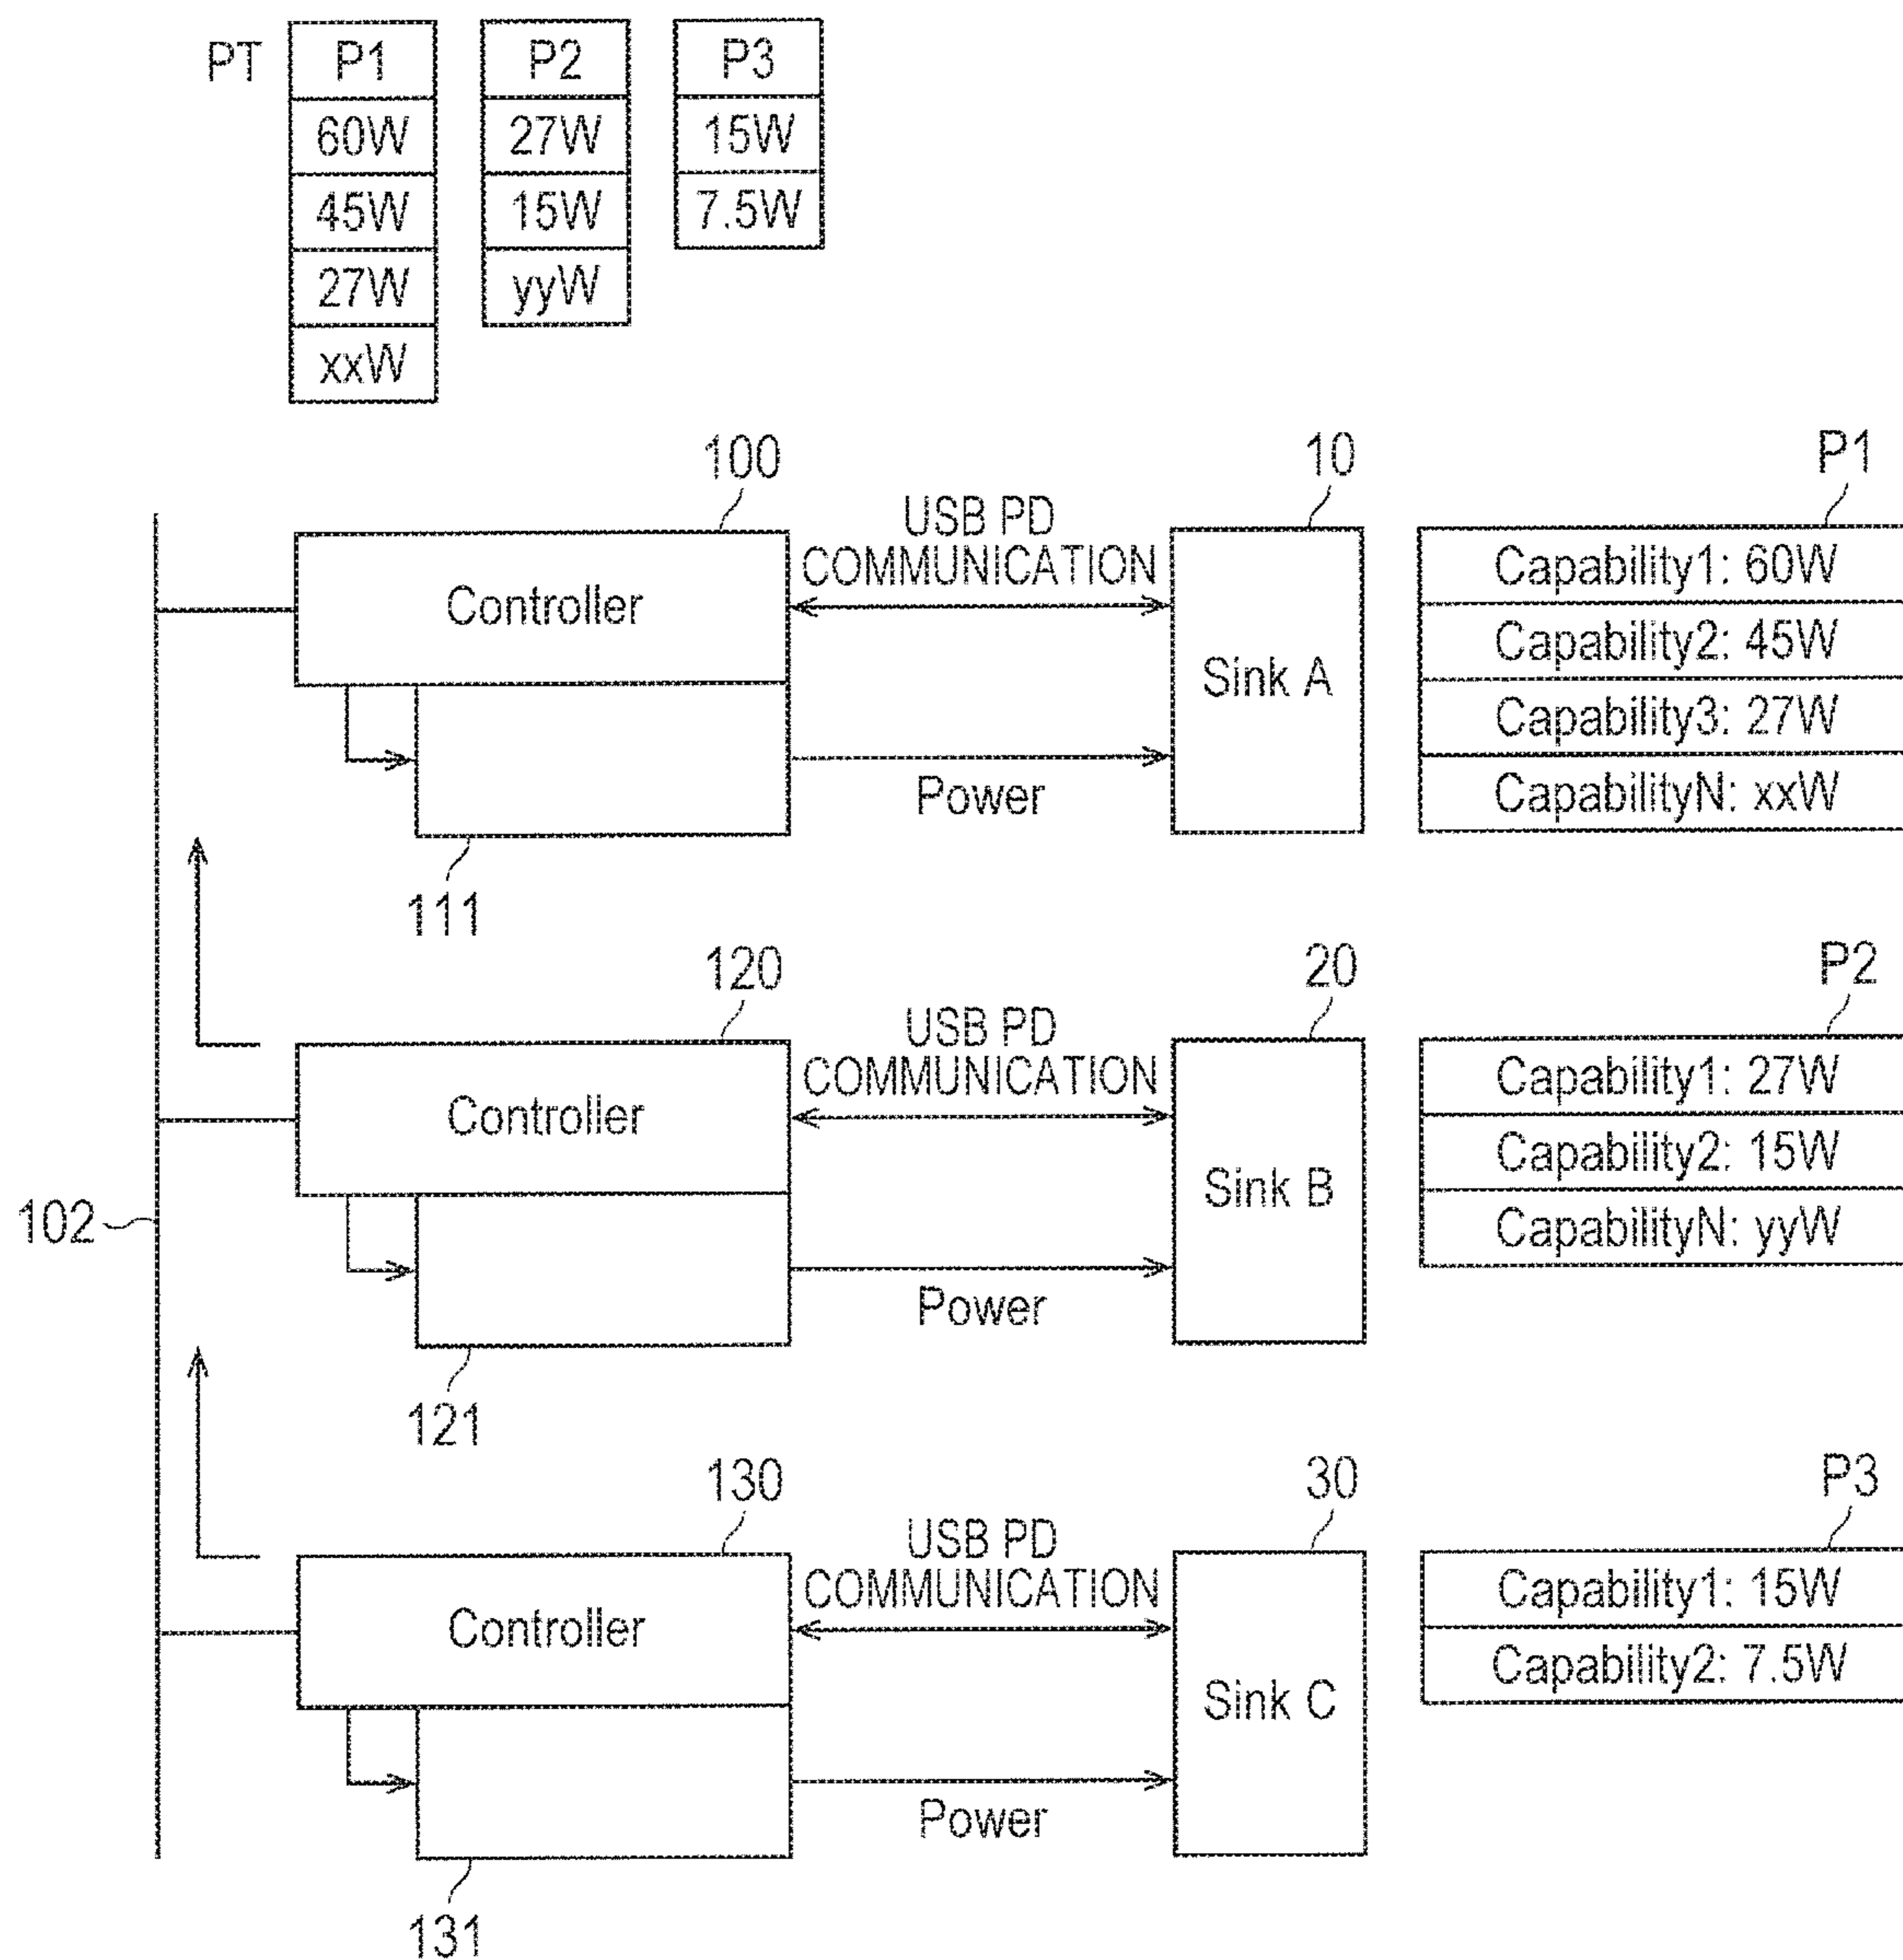 PT P1 P2 P3
60W 27W 15W
45W 15W 7.5W
27W yyW
xxW
100 10 P1
USB PD
COMMUNICATION
Controller
Sink A
Power
111
Capability1: 60W
Capability2: 45W
Capability3: 27W
CapabilityN: xxW
120 20 P2
USB PD
COMMUNICATION
Controller
Sink B
Power
121
102
Capability1: 27W
Capability2: 15W
CapabilityN: yyW
130 30 P3
USB PD
COMMUNICATION
Controller
Sink C
Power
131
Capability1: 15W
Capability2: 7.5W